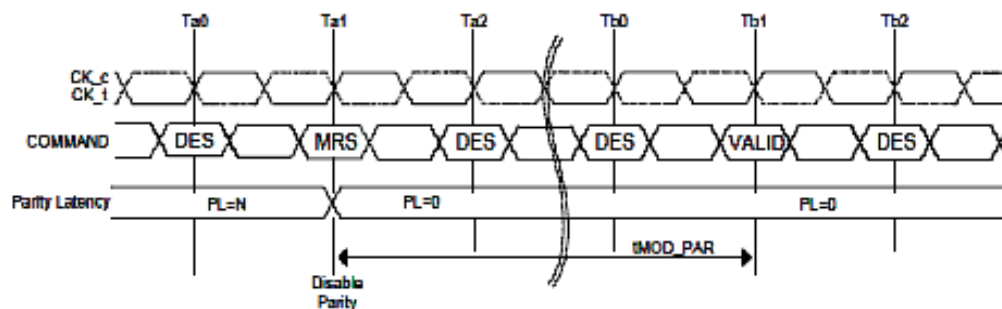 Ta0 Ta1 Ta2 Tb0 Tb1 Tb2
CK_c
CK_t
COMMAND DES MRS DES DES VALID DES
Parity Latency PL=N PL=0 PL=0
tMOD_PAR
Disable
Parity